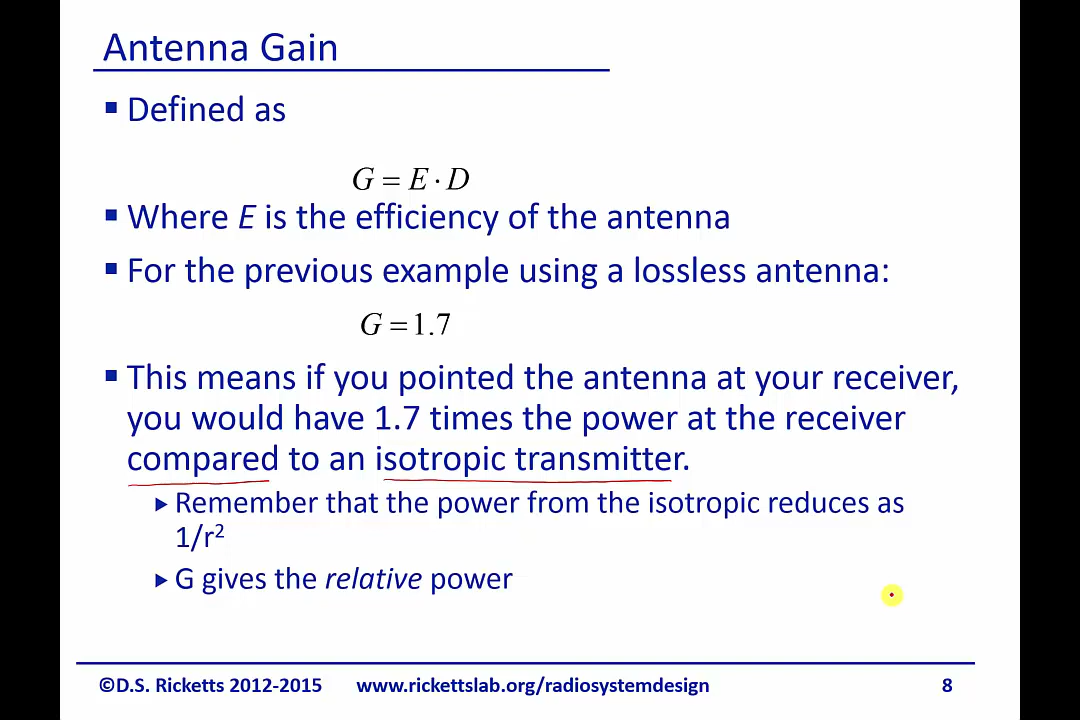 Antenna Gain
▪ Defined as
G = E · D
▪ Where E is the efficiency of the antenna
▪ For the previous example using a lossless antenna:
G = 1.7
▪ This means if you pointed the antenna at your receiver,
you would have 1.7 times the power at the receiver
compared to an isotropic transmitter.
▸ Remember that the power from the isotropic reduces as
1/r²
▸ G gives the relative power
©D.S. Ricketts 2012-2015 www.rickettslab.org/radiosystemdesign 8